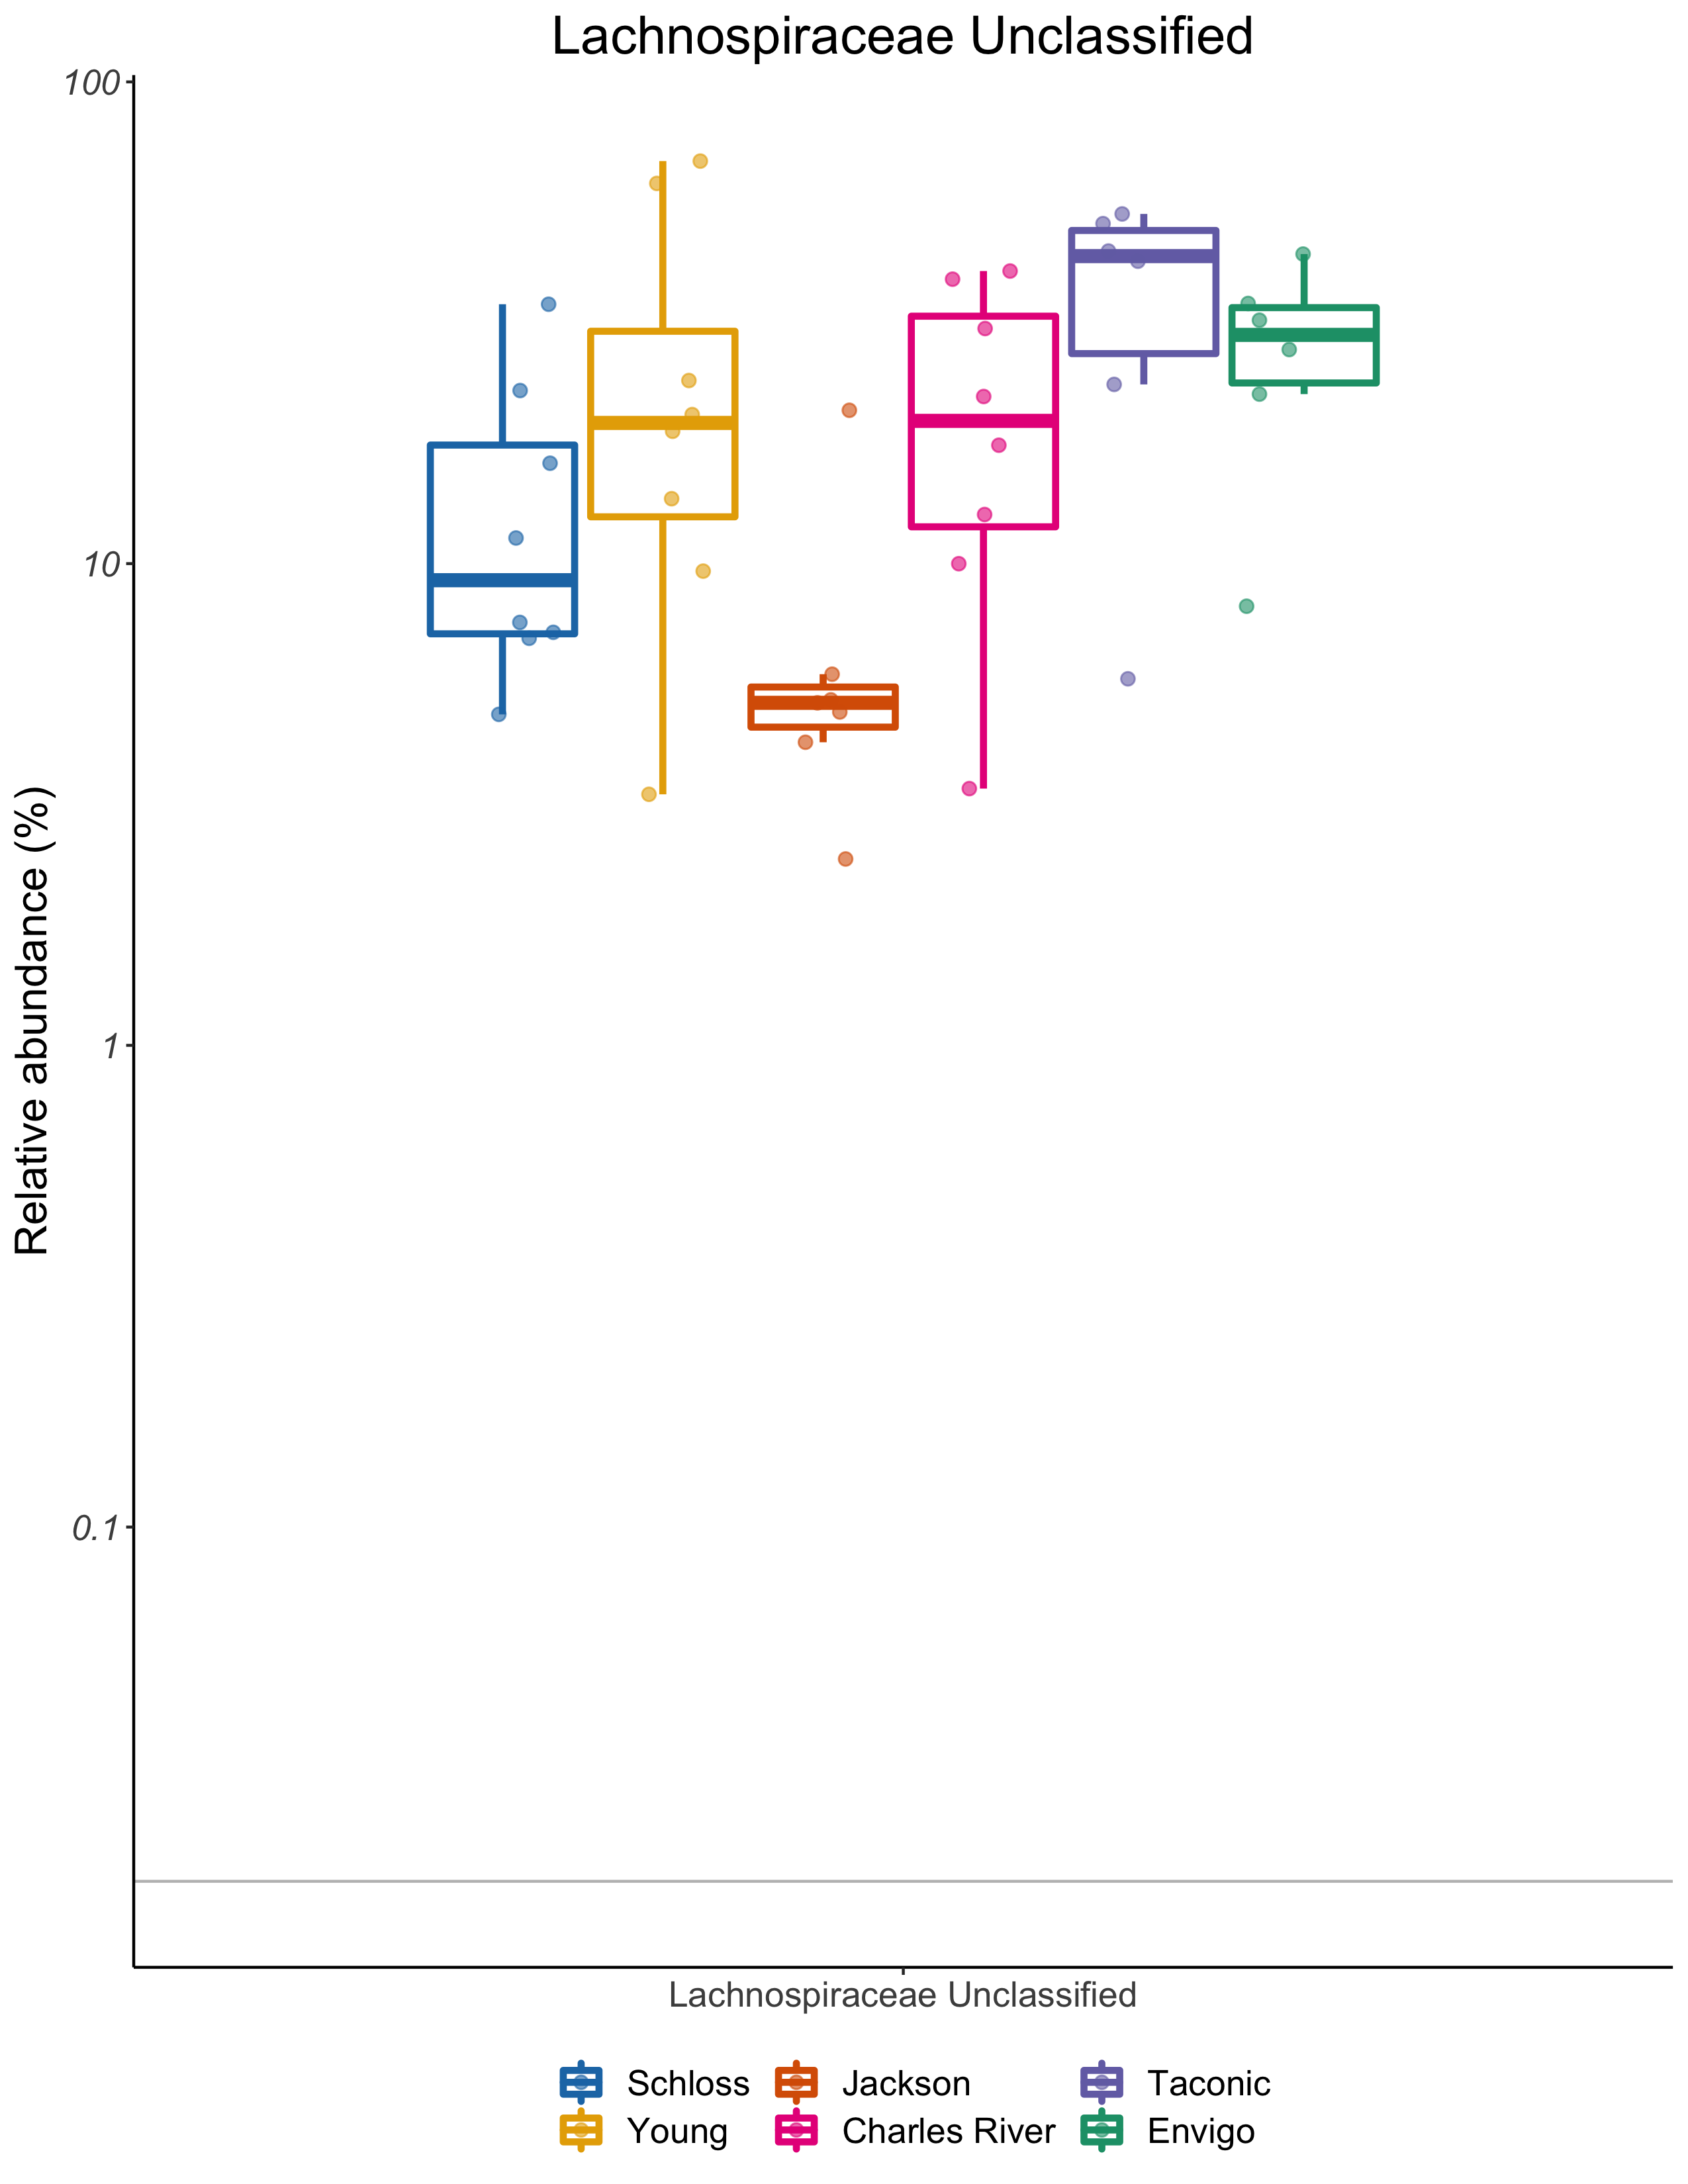 Lachnospiraceae Unclassified
100
10
1
0.1
Relative abundance (%)
Lachnospiraceae Unclassified
Schloss Jackson Taconic
Young Charles River Envigo